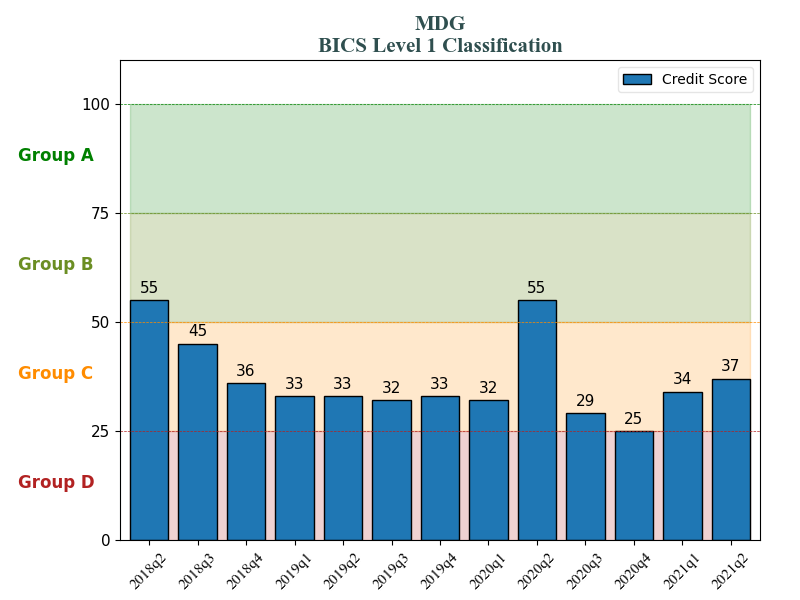 MDG
BICS Level 1 Classification
Credit Score
100
Group A
75
Group B
55
55
50
45
36
33
33
32
33
32
34
37
Group C
29
25
25
Group D
0
2018q2
2018q3
2018q4
2019q1
2019q2
2019q3
2019q4
2020q1
2020q2
2020q3
2020q4
2021q1
2021q2